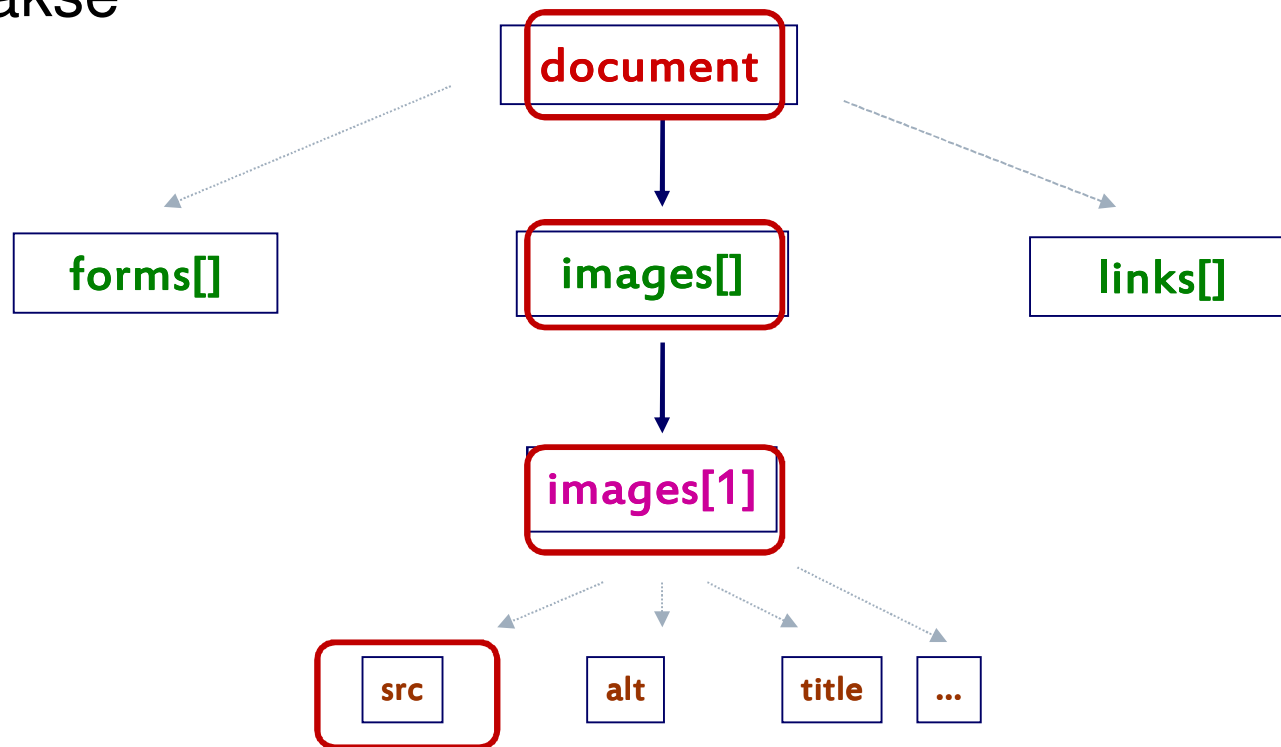 document
forms[]
images[]
links[]
images[1]
src
alt
title
...